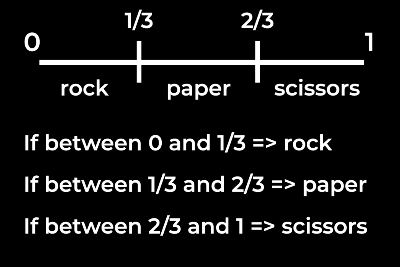 1/3 2/3
0 1
rock paper scissors
If between 0 and 1/3 => rock
If between 1/3 and 2/3 => paper
If between 2/3 and 1 => scissors